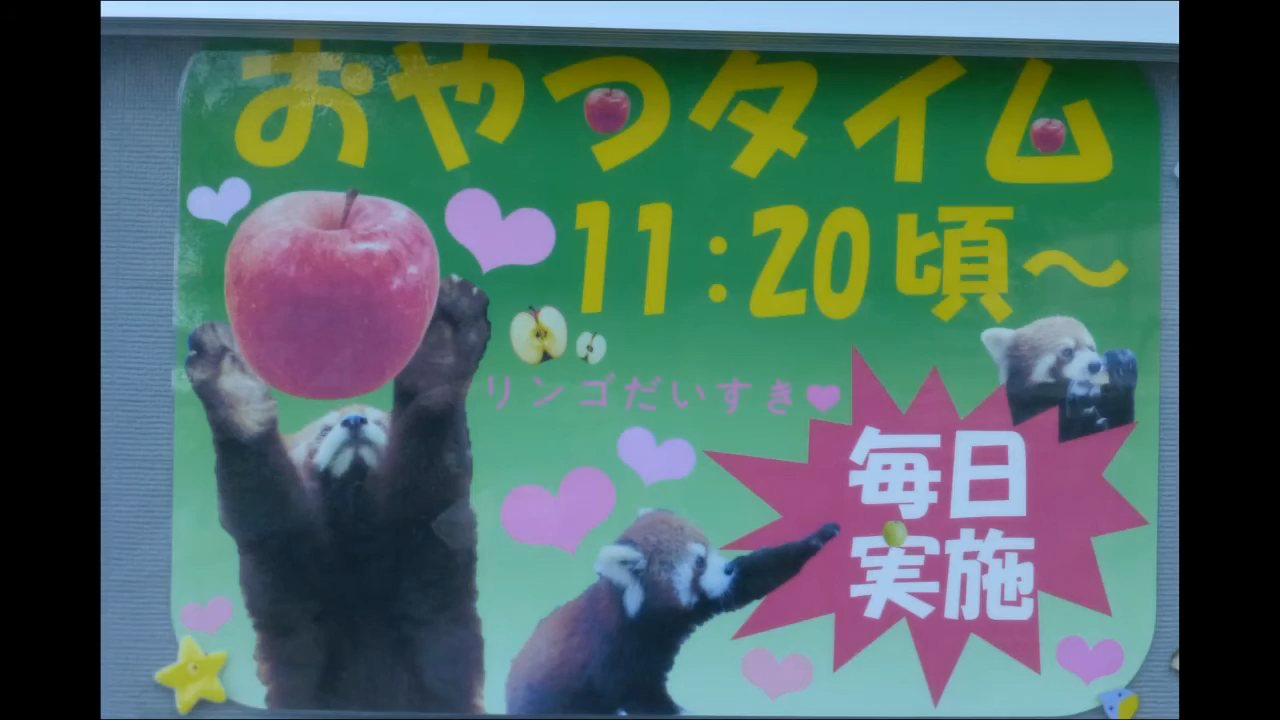 おやつタイム
11:20頃～
リンゴだいすき
毎日
実施